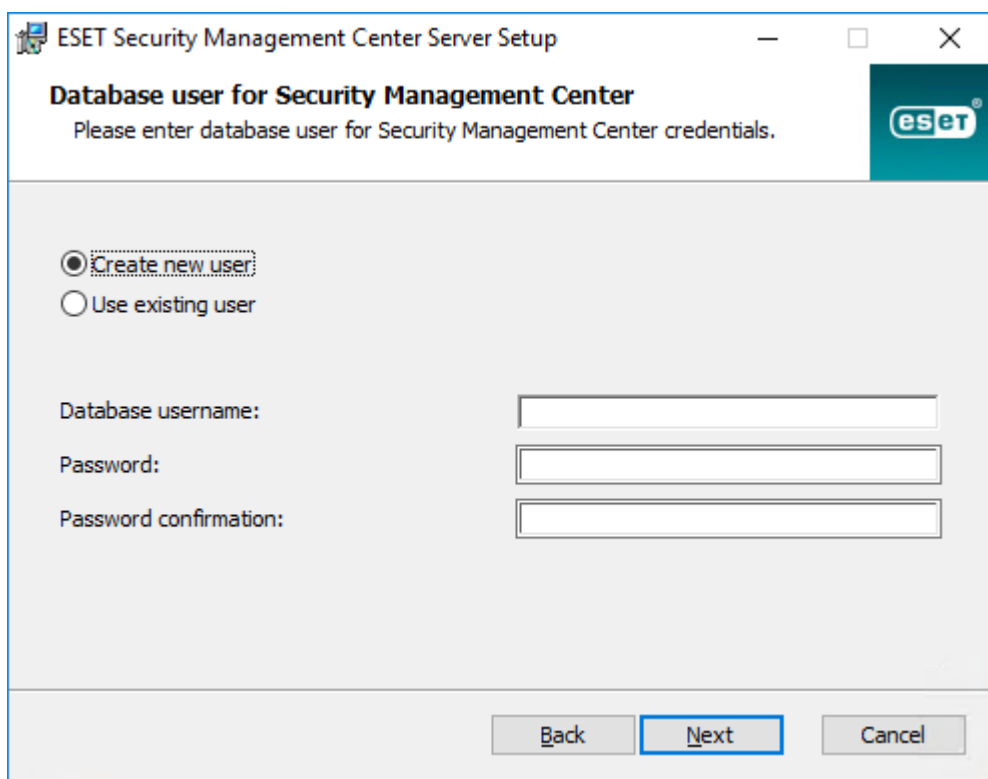 ESET Security Management Center Server Setup
Database user for Security Management Center
Please enter database user for Security Management Center credentials.
eset®
Create new user
Use existing user
Database username:
Password:
Password confirmation:
Back Next Cancel